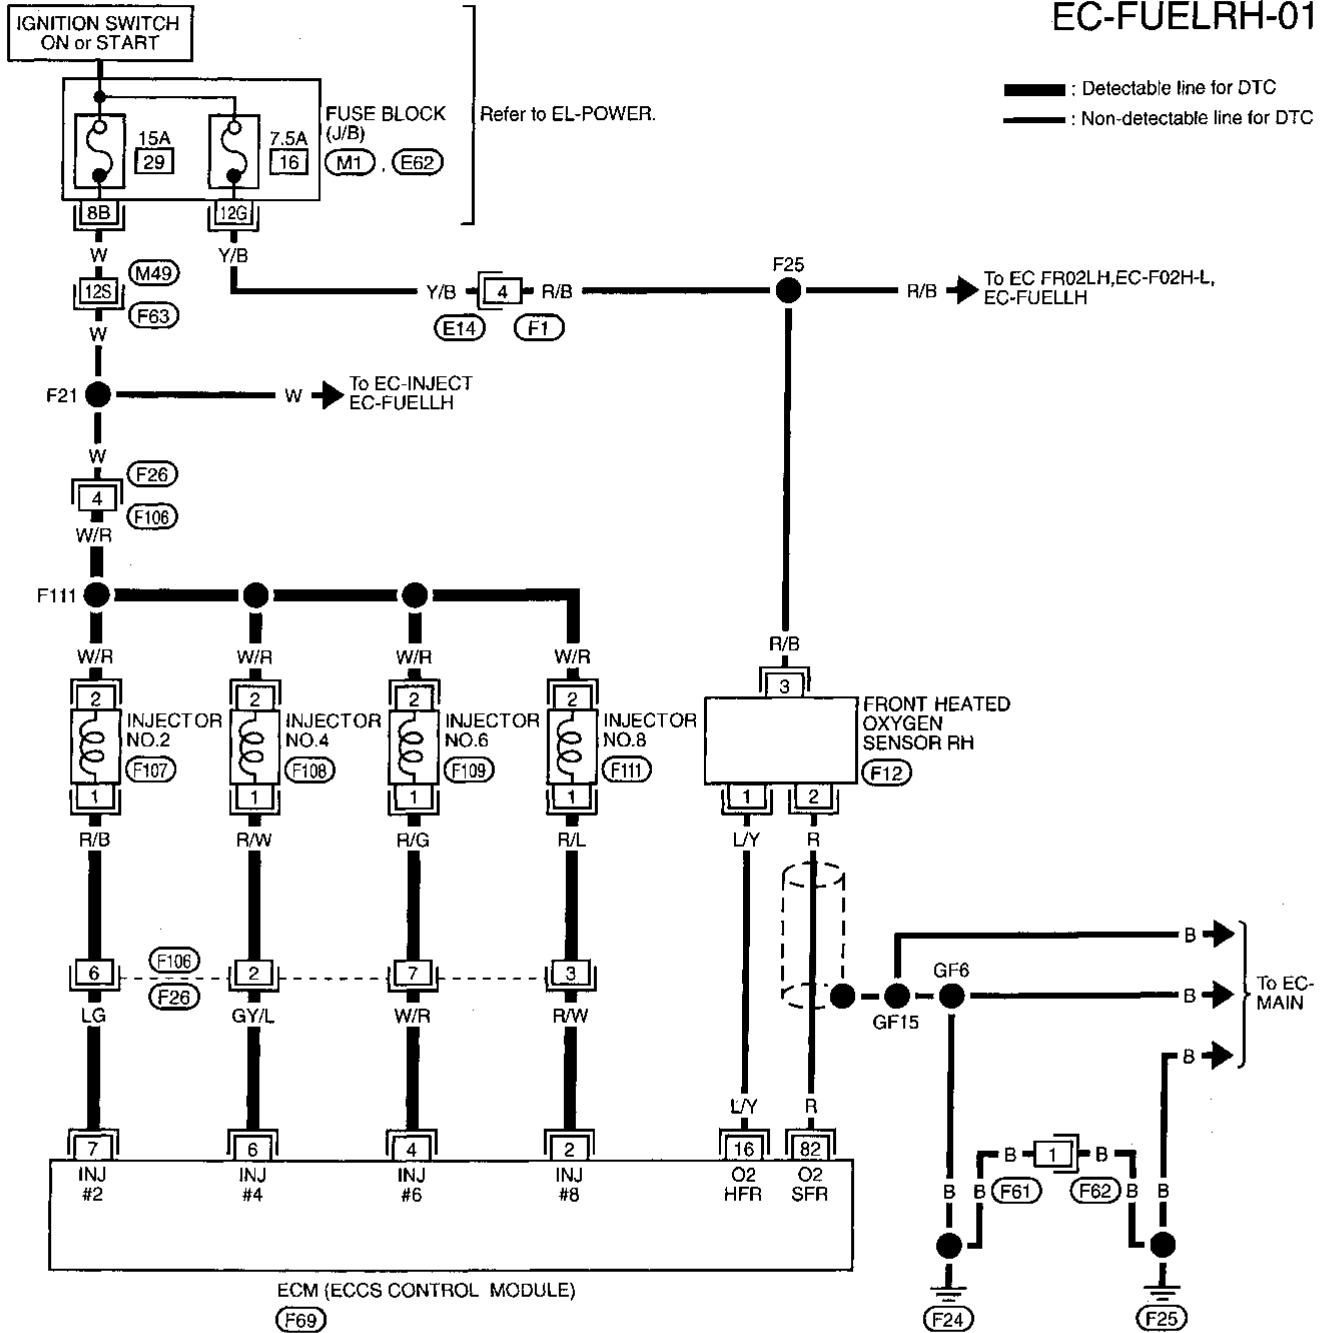 EC-FUELRH-01
IGNITION SWITCH
ON or START
: Detectable line for DTC
: Non-detectable line for DTC
FUSE BLOCK
(J/B)
M1 , E62
Refer to EL-POWER.
15A
29
7.5A
16
8B
12G
W
Y/B
M49
12S
F63
W
Y/B
4
R/B
E14
F1
F25
R/B
To EC FR02LH,EC-F02H-L,
EC-FUELLH
F21
W
To EC-INJECT
EC-FUELLH
W
F26
4
F106
W/R
F111
W/R
W/R
W/R
W/R
R/B
2
2
2
2
3
INJECTOR
NO.2
F107
INJECTOR
NO.4
F108
INJECTOR
NO.6
F109
INJECTOR
NO.8
F111
FRONT HEATED
OXYGEN
SENSOR RH
F12
1
1
1
1
1
2
R/B
R/W
R/G
R/L
L/Y
R
6
F106
F26
2
7
3
LG
GY/L
W/R
R/W
B
GF6
B
GF15
B
To EC-
MAIN
L/Y
R
7
6
4
2
16
82
INJ
#2
INJ
#4
INJ
#6
INJ
#8
O2
HFR
O2
SFR
B
1
B
B
B
F61
F62
B
B
ECM (ECCS CONTROL MODULE)
F69
F24
F25